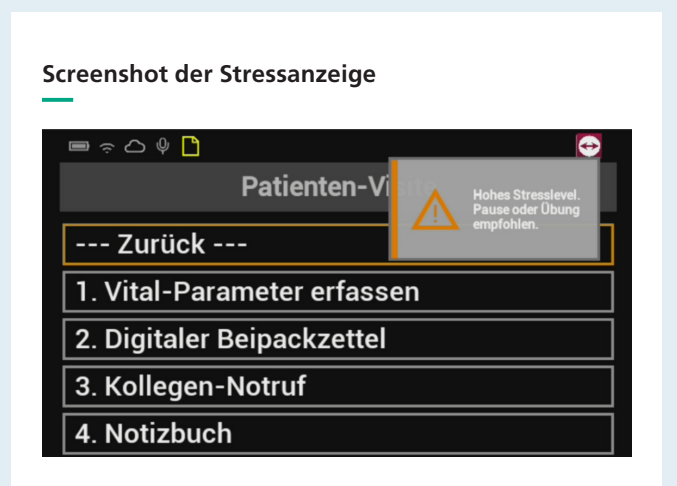 Screenshot der Stressanzeige
Patienten-Visite
Hohes Stresslevel.
Pause oder Übung
empfohlen.
--- Zurück ---
1. Vital-Parameter erfassen
2. Digitaler Beipackzettel
3. Kollegen-Notruf
4. Notizbuch